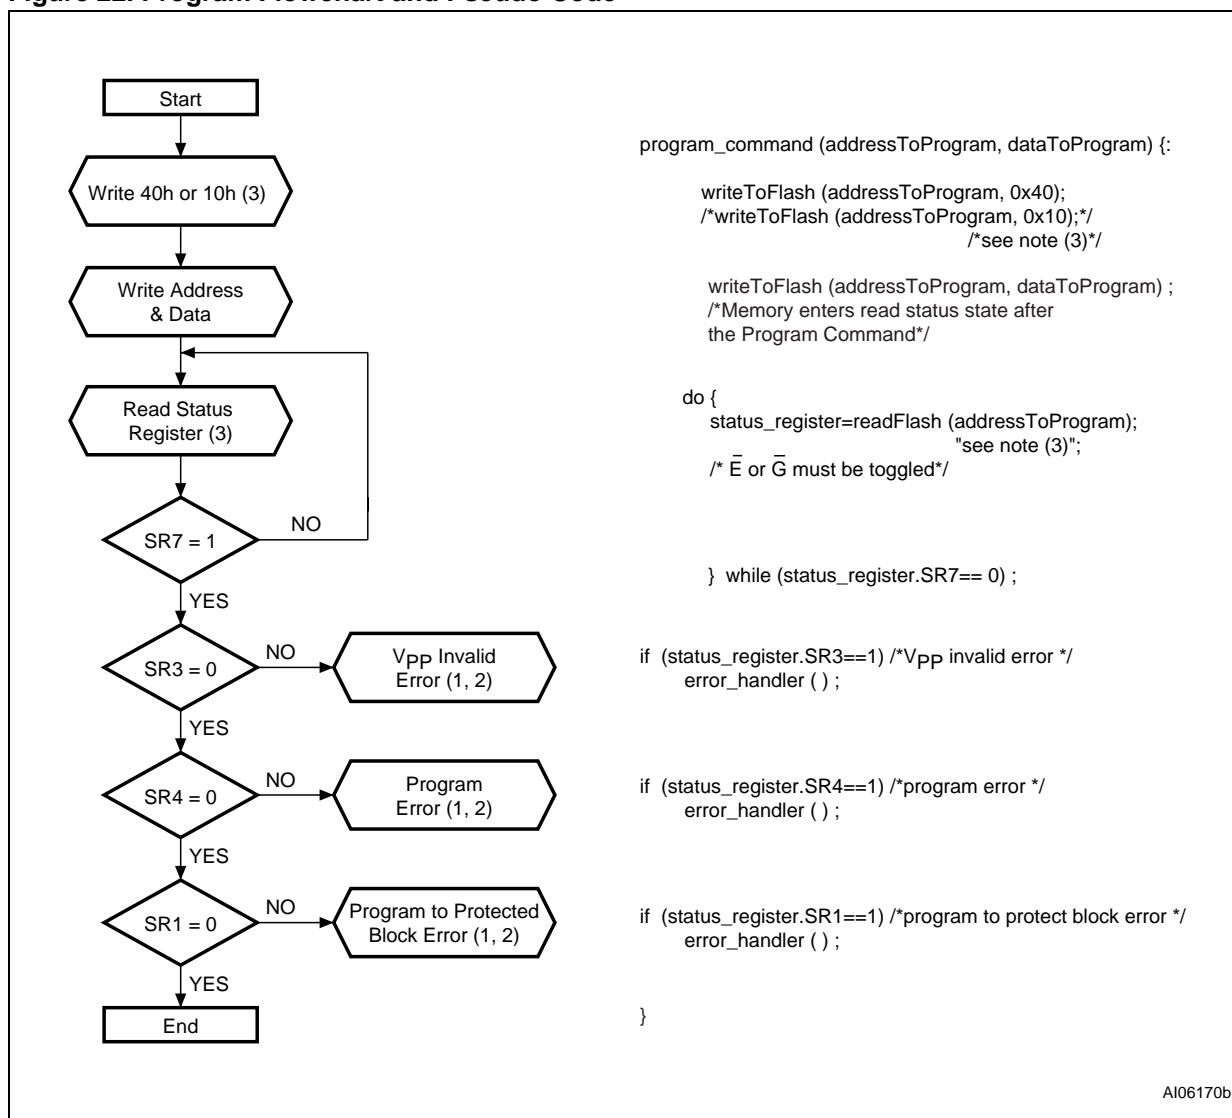 Figure 22. Program Flowchart and Pseudo Code
Start
Write 40h or 10h (3)
Write Address
& Data
Read Status
Register (3)
SR7 = 1
NO
YES
SR3 = 0
NO
VPP Invalid
Error (1, 2)
YES
SR4 = 0
NO
Program
Error (1, 2)
YES
SR1 = 0
NO
Program to Protected
Block Error (1, 2)
YES
End
program_command (addressToProgram, dataToProgram) {:
writeToFlash (addressToProgram, 0x40);
/*writeToFlash (addressToProgram, 0x10);*/
/*see note (3)*/
writeToFlash (addressToProgram, dataToProgram) ;
/*Memory enters read status state after
the Program Command*/
do {
status_register=readFlash (addressToProgram);
"see note (3)";
/* E̅ or G̅ must be toggled*/
} while (status_register.SR7== 0) ;
if (status_register.SR3==1) /*VPP invalid error */
error_handler ( ) ;
if (status_register.SR4==1) /*program error */
error_handler ( ) ;
if (status_register.SR1==1) /*program to protect block error */
error_handler ( ) ;
}
AI06170b